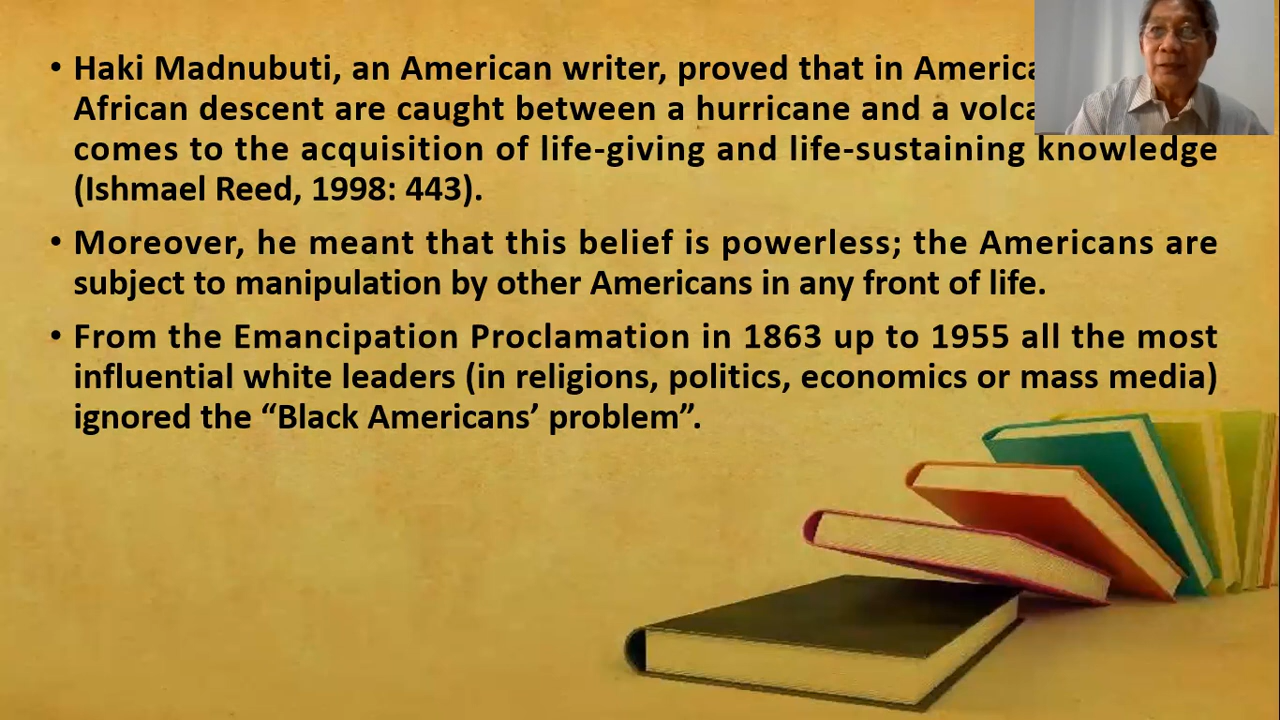 • Haki Madnubuti, an American writer, proved that in America
African descent are caught between a hurricane and a
comes to the acquisition of life-giving and life-sustaining knowledge
(Ishmael Reed, 1998: 443).
• Moreover, he meant that this belief is powerless; the Americans are
subject to manipulation by other Americans in any front of life.
• From the Emancipation Proclamation in 1863 up to 1955 all the most
influential white leaders (in religions, politics, economics or mass media)
ignored the “Black Americans’ problem”.